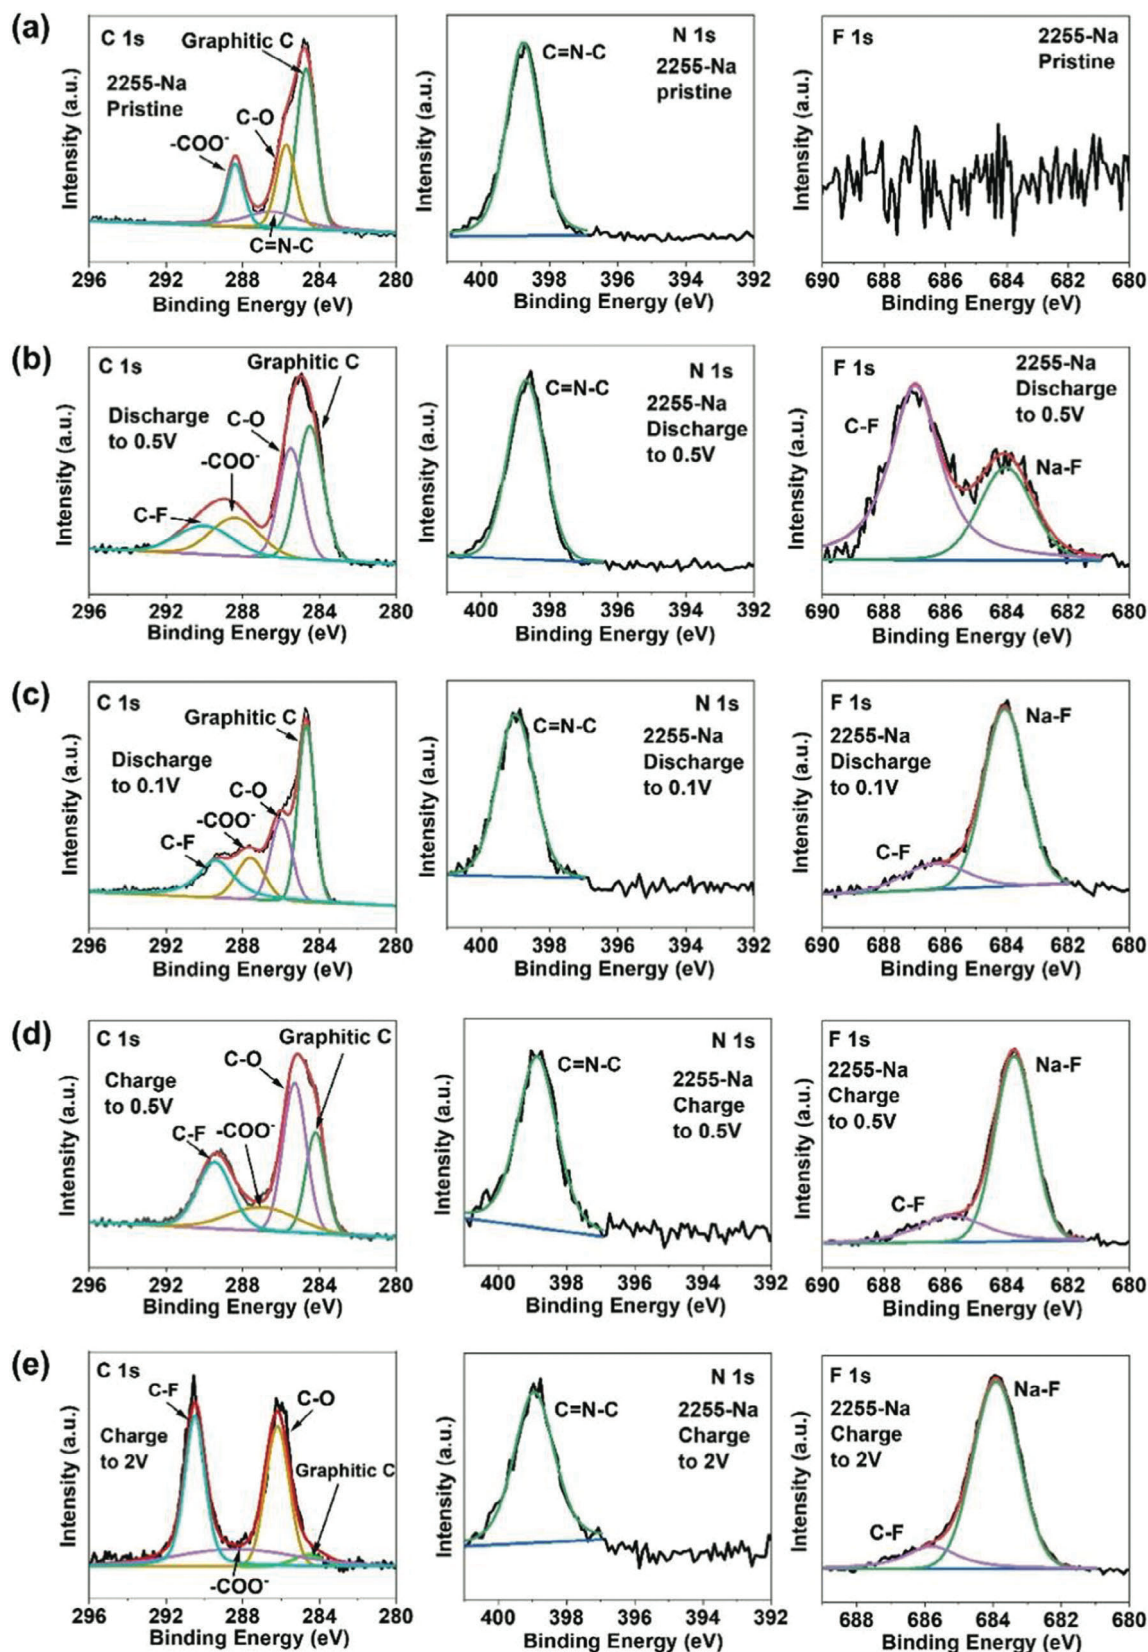 (a)
C 1s
Graphitic C
2255-Na
Pristine
C-O
-COO⁻
C=N-C
Intensity (a.u.)
296 292 288 284 280
Binding Energy (eV)
N 1s
C=N-C
2255-Na
pristine
Intensity (a.u.)
400 398 396 394 392
Binding Energy (eV)
F 1s
2255-Na
Pristine
Intensity (a.u.)
690 688 686 684 682 680
Binding Energy (eV)
(b)
C 1s
Graphitic C
Discharge
to 0.5V
C-O
-COO⁻
C-F
Intensity (a.u.)
296 292 288 284 280
Binding Energy (eV)
N 1s
C=N-C
2255-Na
Discharge
to 0.5V
Intensity (a.u.)
400 398 396 394 392
Binding Energy (eV)
F 1s
2255-Na
Discharge
to 0.5V
C-F
Na-F
Intensity (a.u.)
690 688 686 684 682 680
Binding Energy (eV)
(c)
C 1s
Graphitic C
Discharge
to 0.1V
C-O
-COO⁻
C-F
Intensity (a.u.)
296 292 288 284 280
Binding Energy (eV)
N 1s
C=N-C
2255-Na
Discharge
to 0.1V
Intensity (a.u.)
400 398 396 394 392
Binding Energy (eV)
F 1s
Na-F
2255-Na
Discharge
to 0.1V
C-F
Intensity (a.u.)
690 688 686 684 682 680
Binding Energy (eV)
(d)
C 1s
Graphitic C
C-O
Charge
to 0.5V
C-F
-COO⁻
Intensity (a.u.)
296 292 288 284 280
Binding Energy (eV)
N 1s
C=N-C
2255-Na
Charge
to 0.5V
Intensity (a.u.)
400 398 396 394 392
Binding Energy (eV)
F 1s
Na-F
2255-Na
Charge
to 0.5V
C-F
Intensity (a.u.)
690 688 686 684 682 680
Binding Energy (eV)
(e)
C 1s
C-F
C-O
Charge
to 2V
Graphitic C
-COO⁻
Intensity (a.u.)
296 292 288 284 280
Binding Energy (eV)
N 1s
C=N-C
2255-Na
Charge
to 2V
Intensity (a.u.)
400 398 396 394 392
Binding Energy (eV)
F 1s
Na-F
2255-Na
Charge
to 2V
C-F
Intensity (a.u.)
688 686 684 682 680
Binding Energy (eV)